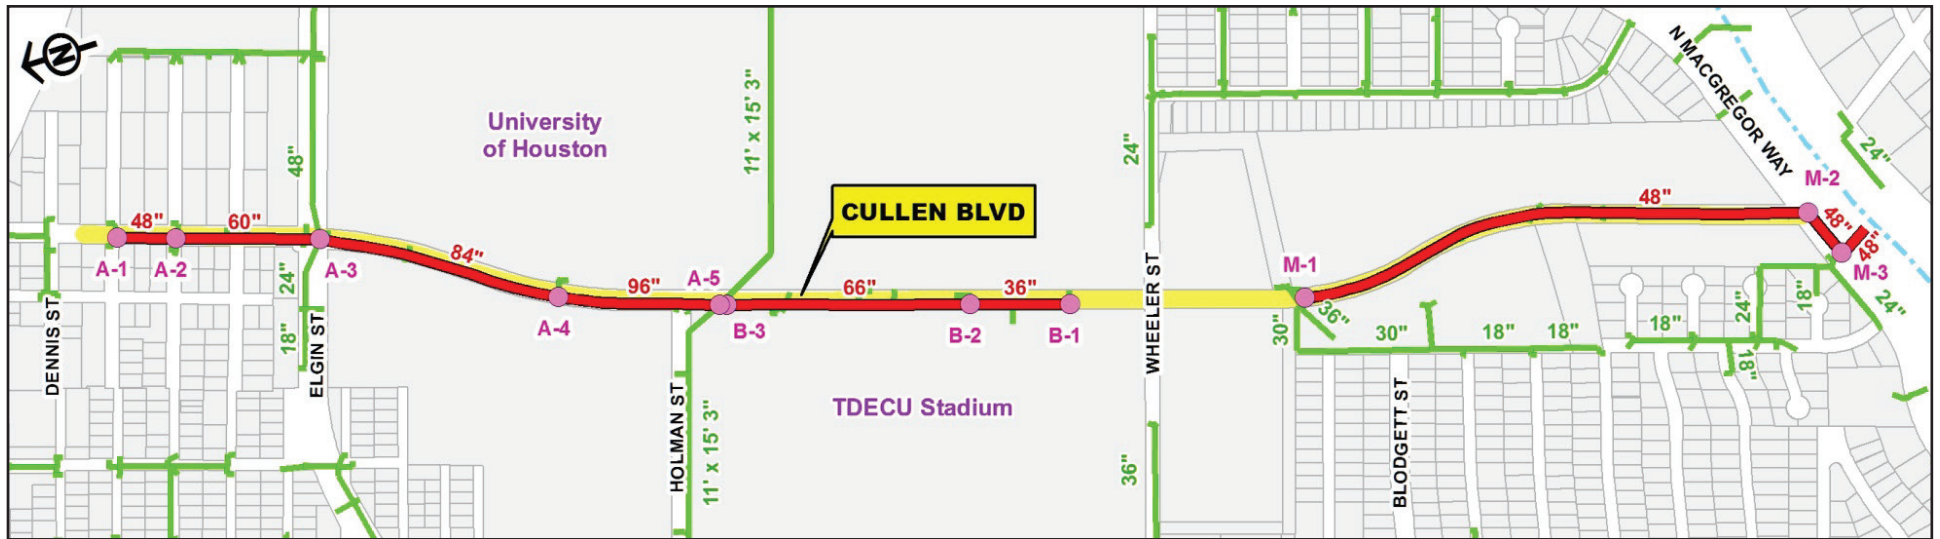 N
University
of Houston
11' x 15' 3"
48"
24"
N MACGREGOR WAY
24"
M-2
48"
CULLEN BLVD
48"
60"
84"
48"
48"
A-1
A-2
A-3
24"
96"
A-5
66"
36"
M-1
M-3
A-4
B-3
B-2
B-1
DENNIS ST
18"
ELGIN ST
WHEELER ST
30"
36"
30"
18"
18"
18"
24"
18"
24"
18"
HOLMAN ST
11' x 15' 3"
TDECU Stadium
36"
BLODGETT ST